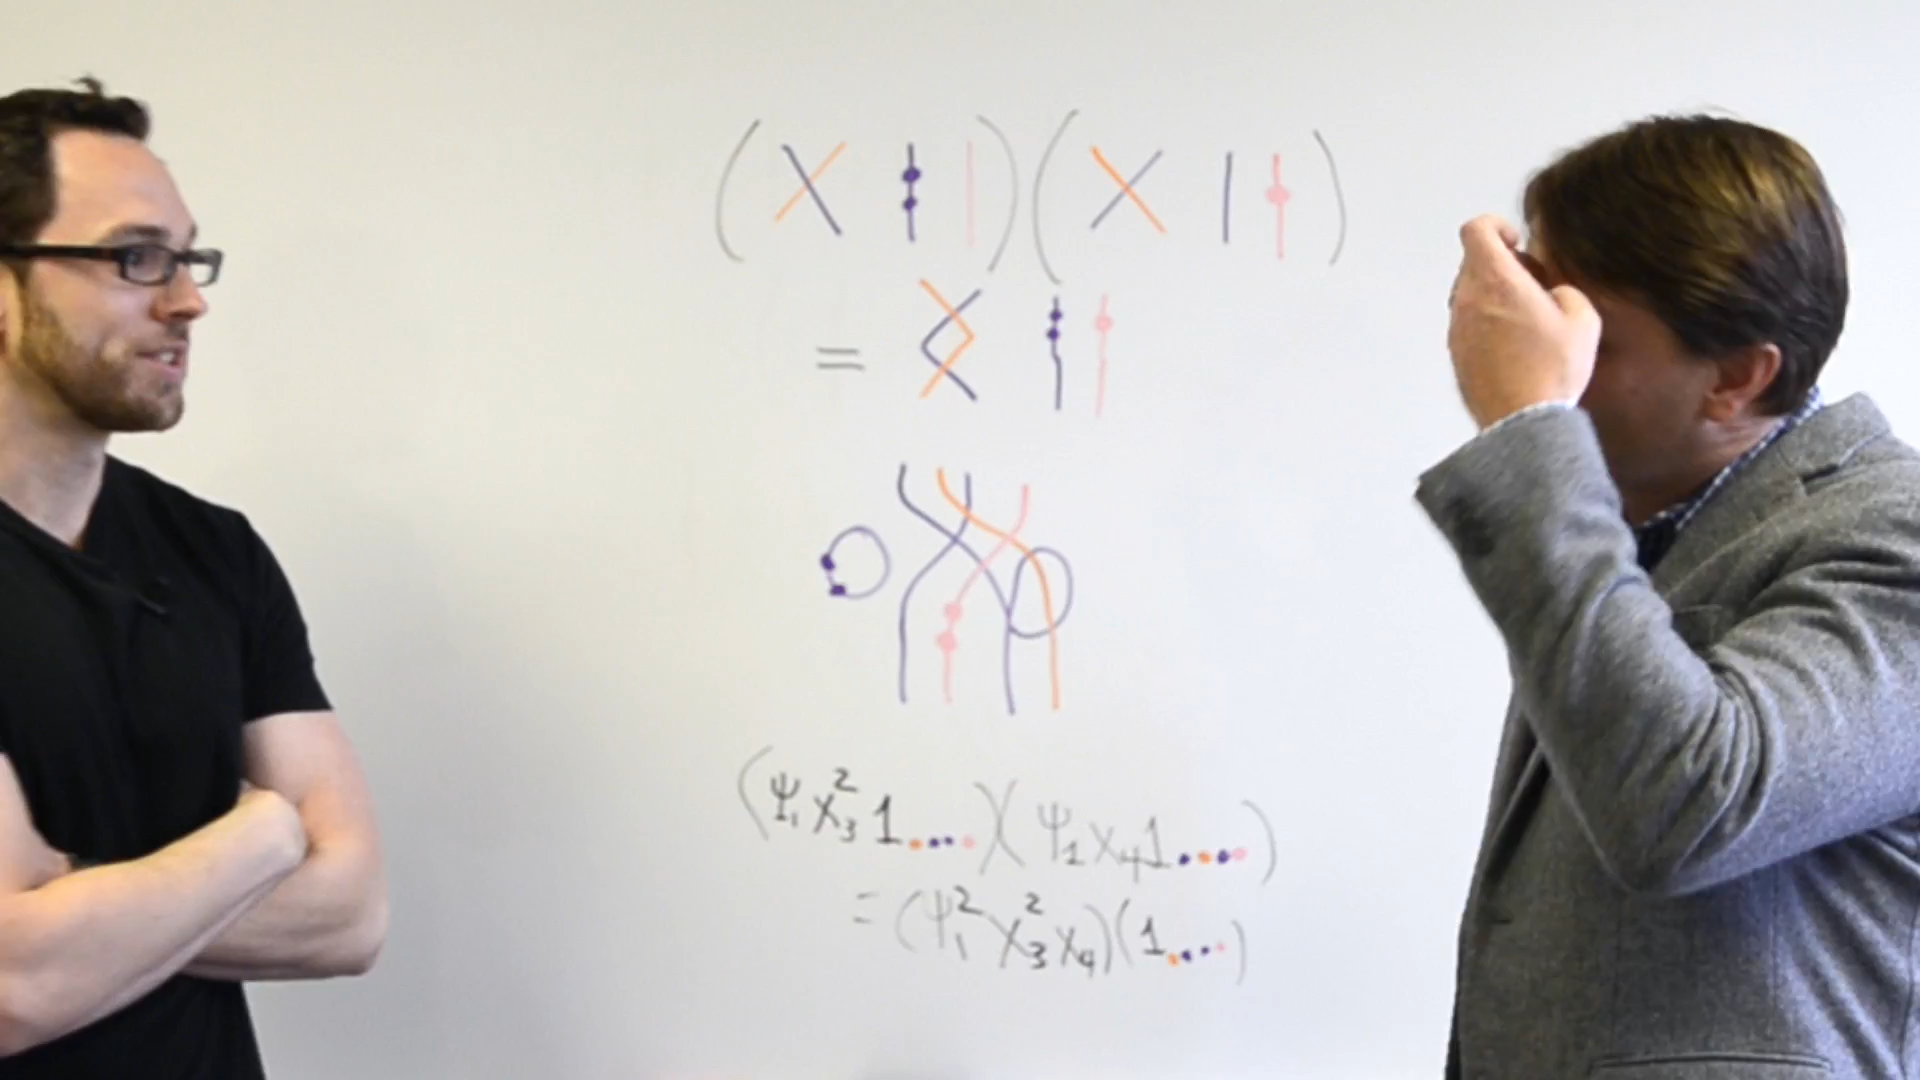 =
(Ψ₁ X₃² 1....)(Ψ₁ X₄ 1....)
= (Ψ₁² X₃² X₄)(1....)